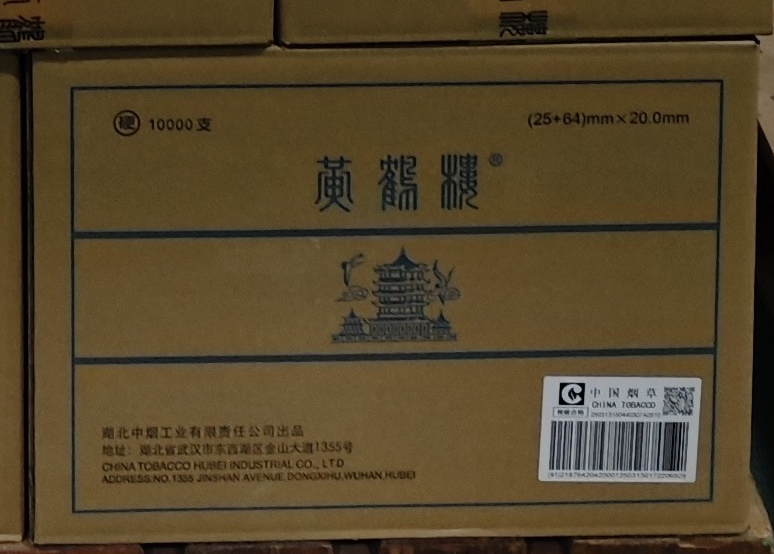 硬 10000支
(25+64)mm×20.0mm
黃鶴樓®
中国烟草
CHINA TOBACCO
湖北中烟工业有限责任公司出品
地址：湖北省武汉市东西湖区金山大道1355号
CHINA TOBACCO HUBEI INDUSTRIAL CO., LTD
ADDRESS:NO.1355 JINSHAN AVENUE,DONGXIHU,WUHAN,HUBEI